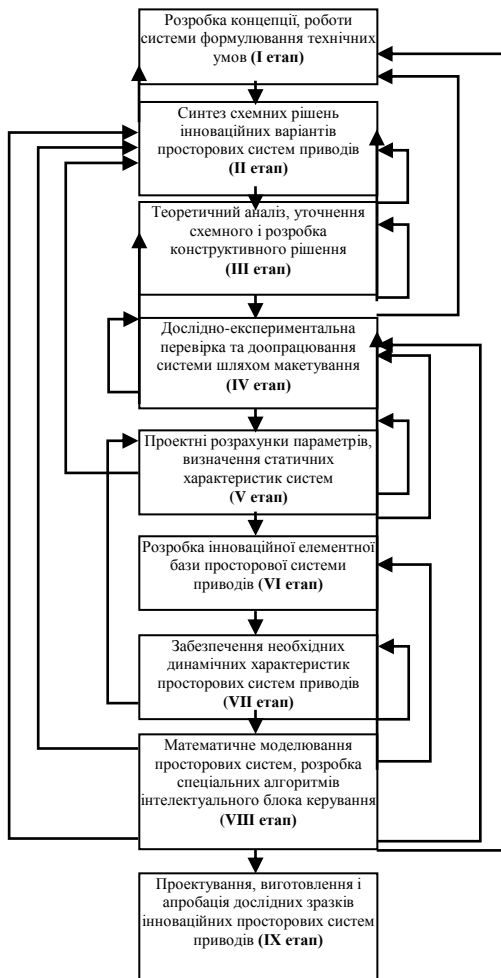 Розробка концепції, роботи
системи формулювання технічних
умов (I етап)
Синтез схемних рішень
інноваційних варіантів
просторових систем приводів
(II етап)
Теоретичний аналіз, уточнення
схемного і розробка
конструктивного рішення
(III етап)
Дослідно-експериментальна
перевірка та доопрацювання
системи шляхом макетування
(IV етап)
Проектні розрахунки параметрів,
визначення статичних
характеристик систем
(V етап)
Розробка інноваційної елементної
бази просторової системи
приводів (VI етап)
Забезпечення необхідних
динамічних характеристик
просторових систем приводів
(VII етап)
Математичне моделювання
просторових систем, розробка
спеціальних алгоритмів
інтелектуального блока керування
(VIII етап)
Проектування, виготовлення і
апробація дослідних зразків
інноваційних просторових систем
приводів (IX етап)